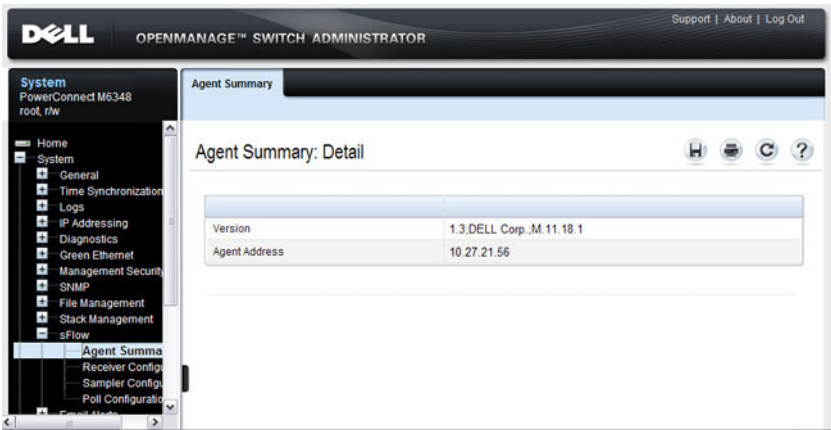 Support | About | Log Out
DELL OPENMANAGE™ SWITCH ADMINISTRATOR
System
PowerConnect M6348
root, r/w
Agent Summary
Home
System
General
Time Synchronization
Logs
IP Addressing
Diagnostics
Green Ethernet
Management Security
SNMP
File Management
Stack Management
sFlow
Agent Summa
Receiver Configu
Sampler Configu
Poll Configuratio
Email Alerts
Agent Summary: Detail
Version 1.3;DELL Corp.;M.11.18.1
Agent Address 10.27.21.56